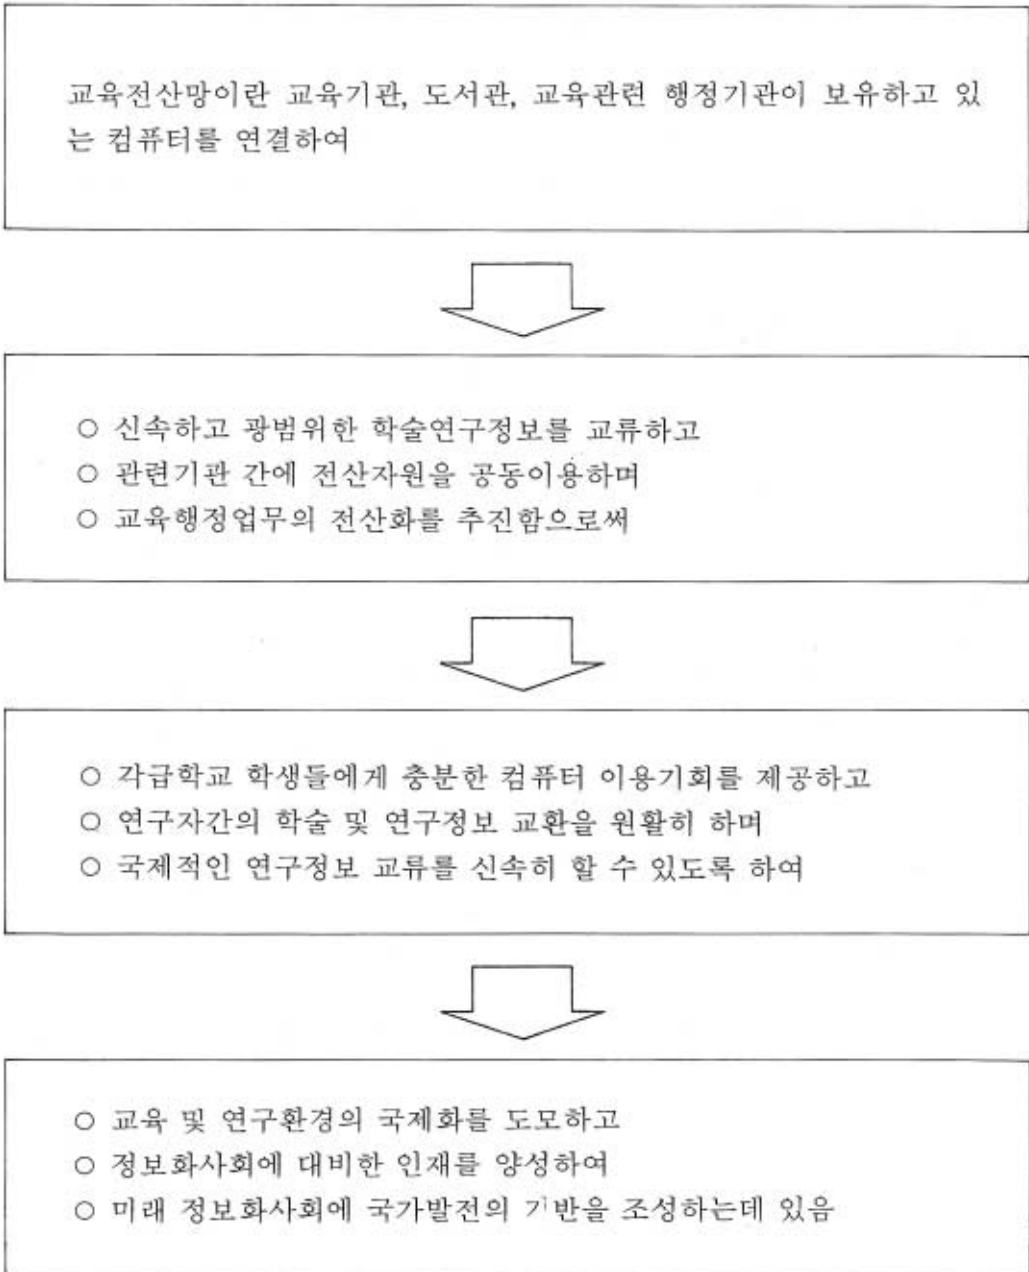 교육전산망이란 교육기관, 도서관, 교육관련 행정기관이 보유하고 있
는 컴퓨터를 연결하여
○ 신속하고 광범위한 학술연구정보를 교류하고
○ 관련기관 간에 전산자원을 공동이용하며
○ 교육행정업무의 전산화를 추진함으로써
○ 각급학교 학생들에게 충분한 컴퓨터 이용기회를 제공하고
○ 연구자간의 학술 및 연구정보 교환을 원활히 하며
○ 국제적인 연구정보 교류를 신속히 할 수 있도록 하여
○ 교육 및 연구환경의 국제화를 도모하고
○ 정보화사회에 대비한 인재를 양성하여
○ 미래 정보화사회에 국가발전의 기반을 조성하는데 있음